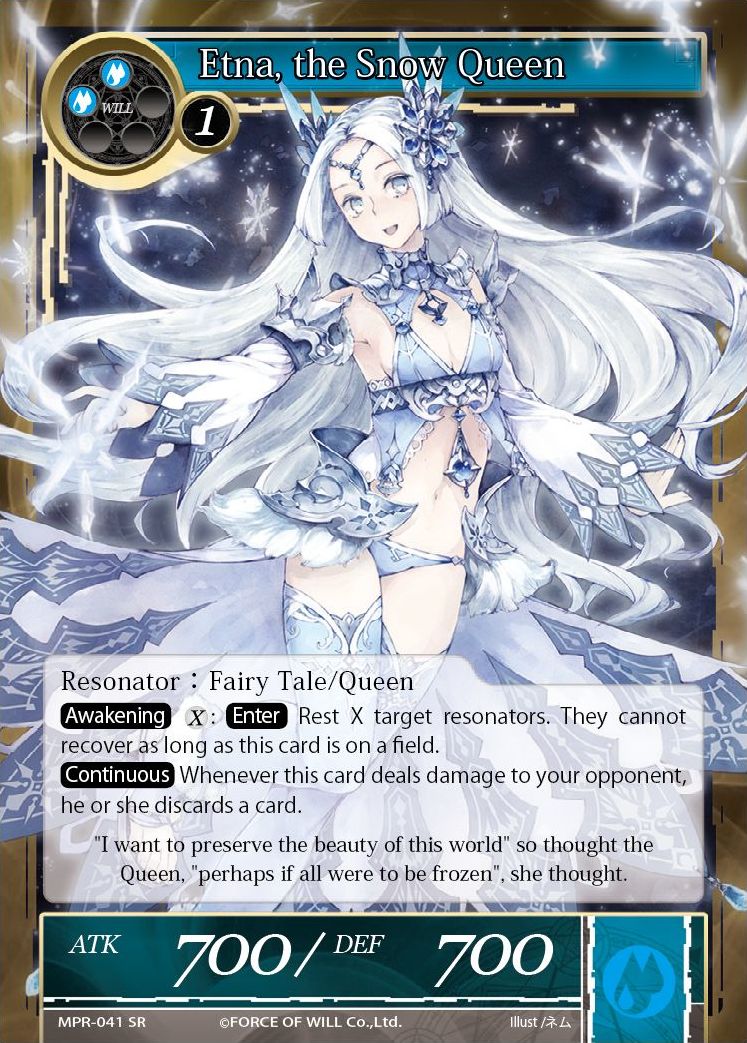 Etna, the Snow Queen
WILL
1
Resonator : Fairy Tale/Queen
Awakening X: Enter Rest X target resonators. They cannot
recover as long as this card is on a field.
Continuous Whenever this card deals damage to your opponent,
he or she discards a card.
"I want to preserve the beauty of this world" so thought the
Queen, "perhaps if all were to be frozen", she thought.
ATK 700 / DEF 700
MPR-041 SR ©FORCE OF WILL Co.,Ltd. Illust /ネム